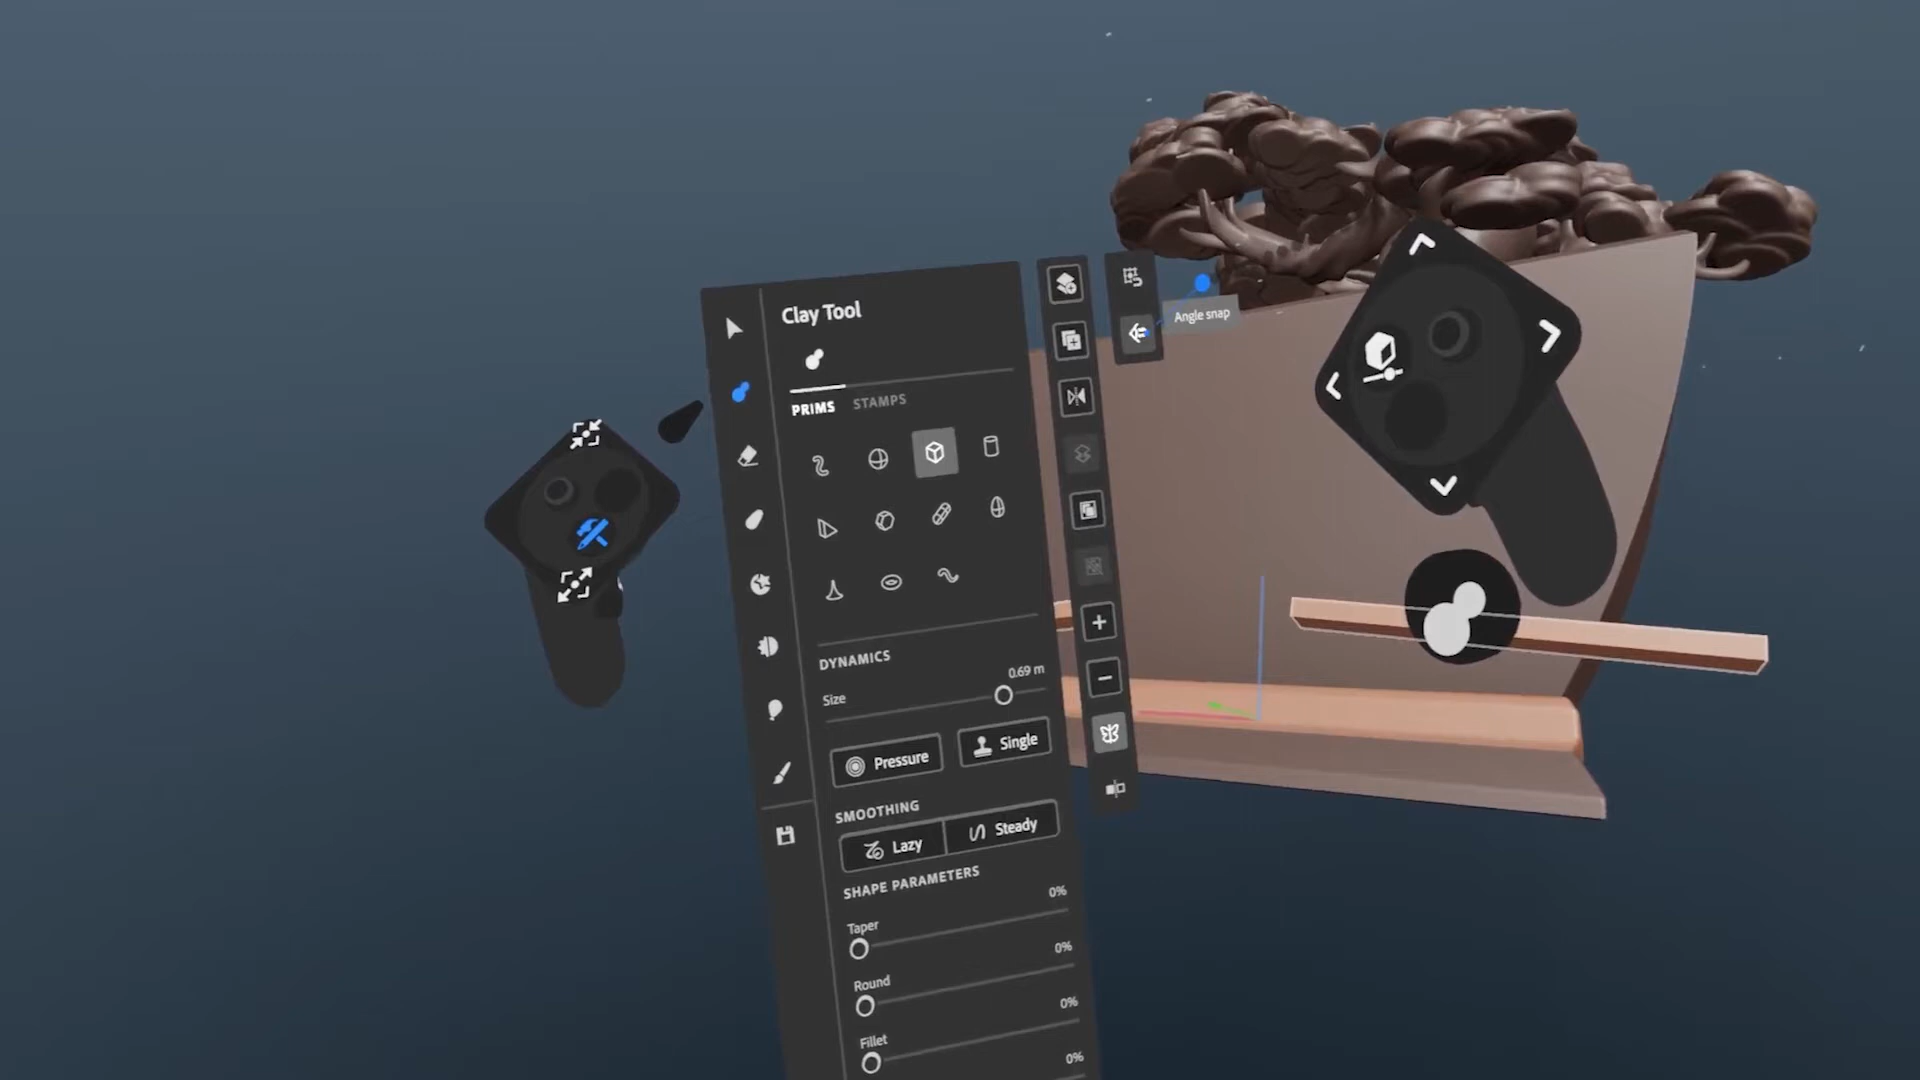 Clay Tool
PRIMS STAMPS
Angle snap
DYNAMICS
Size 0.69 m
Pressure Single
SMOOTHING
Lazy Steady
SHAPE PARAMETERS
Taper 0%
Round 0%
Fillet 0%
0%